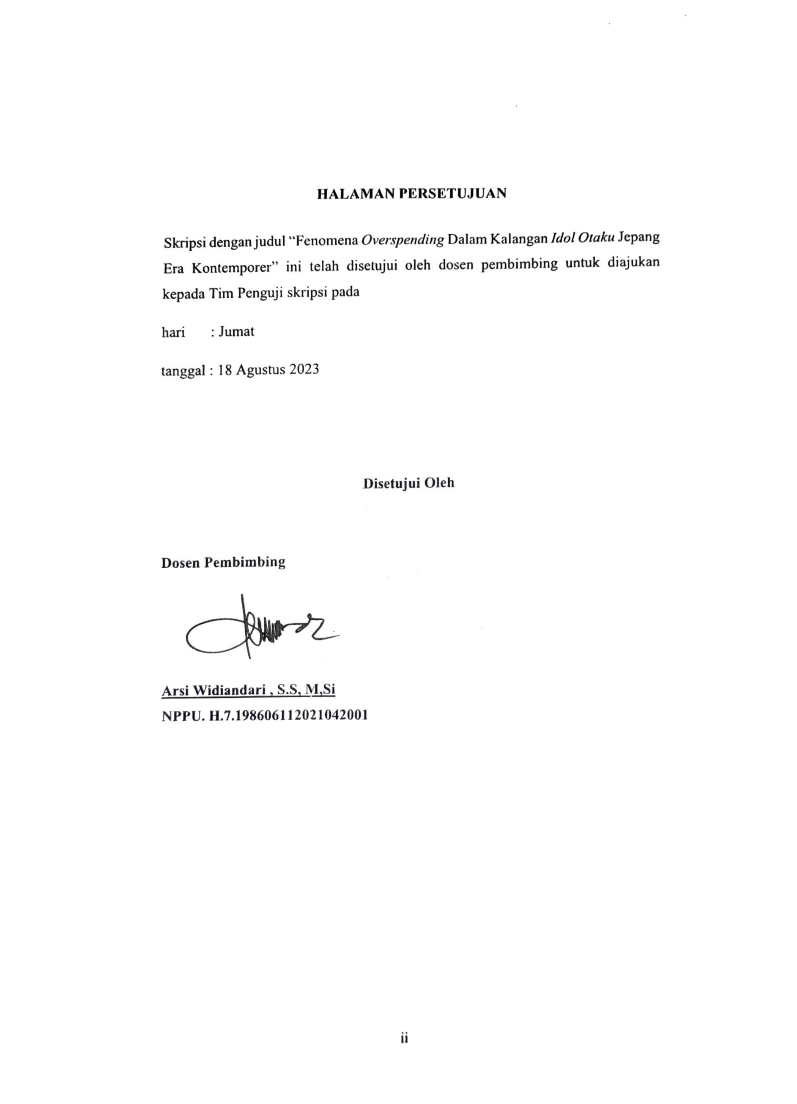 HALAMAN PERSETUJUAN
Skripsi dengan judul “Fenomena Overspending Dalam Kalangan Idol Otaku Jepang
Era Kontemporer” ini telah disetujui oleh dosen pembimbing untuk diajukan
kepada Tim Penguji skripsi pada
hari : Jumat
tanggal : 18 Agustus 2023
Disetujui Oleh
Dosen Pembimbing
Arsi Widiandari , S.S, M,Si
NPPU. H.7.198606112021042001
ii